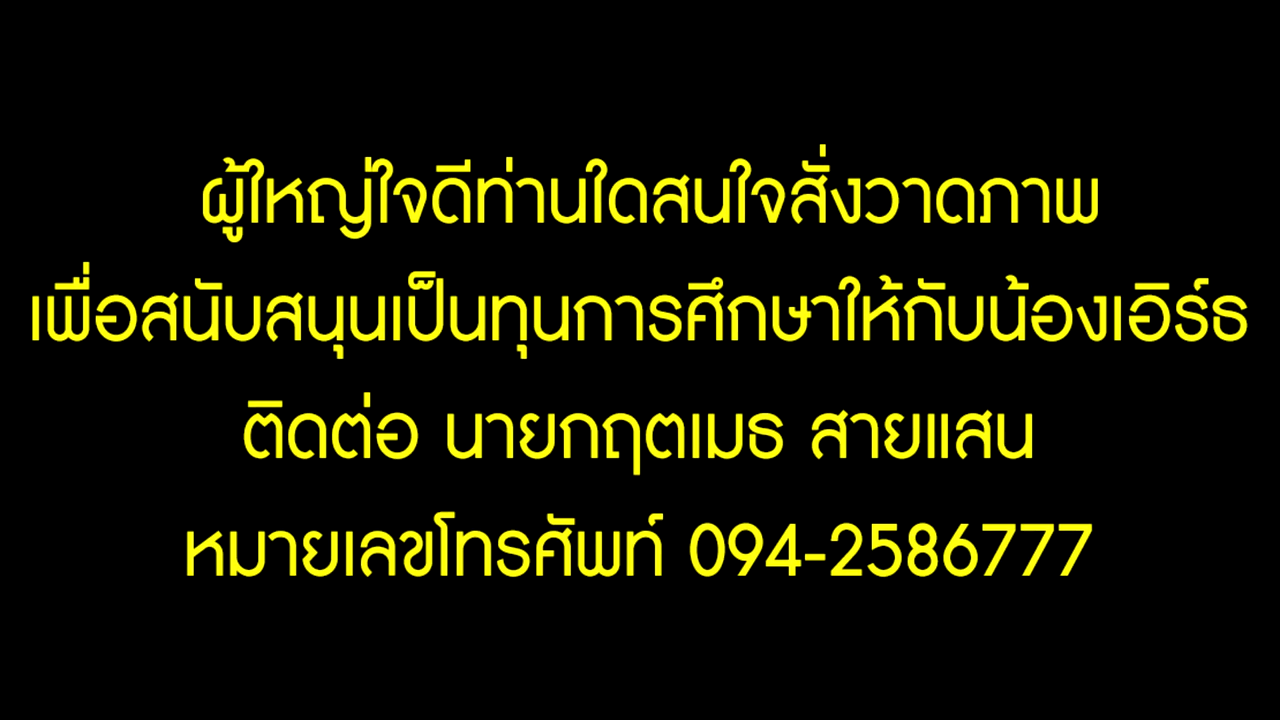 ผู้ใหญ่ใจดีท่านใดสนใจสั่งวาดภาพ
เพื่อสนับสนุนเป็นทุนการศึกษาให้กับน้องเอิร์ธ
ติดต่อ นายกฤตเมธ สายแสน
หมายเลขโทรศัพท์ 094-2586777